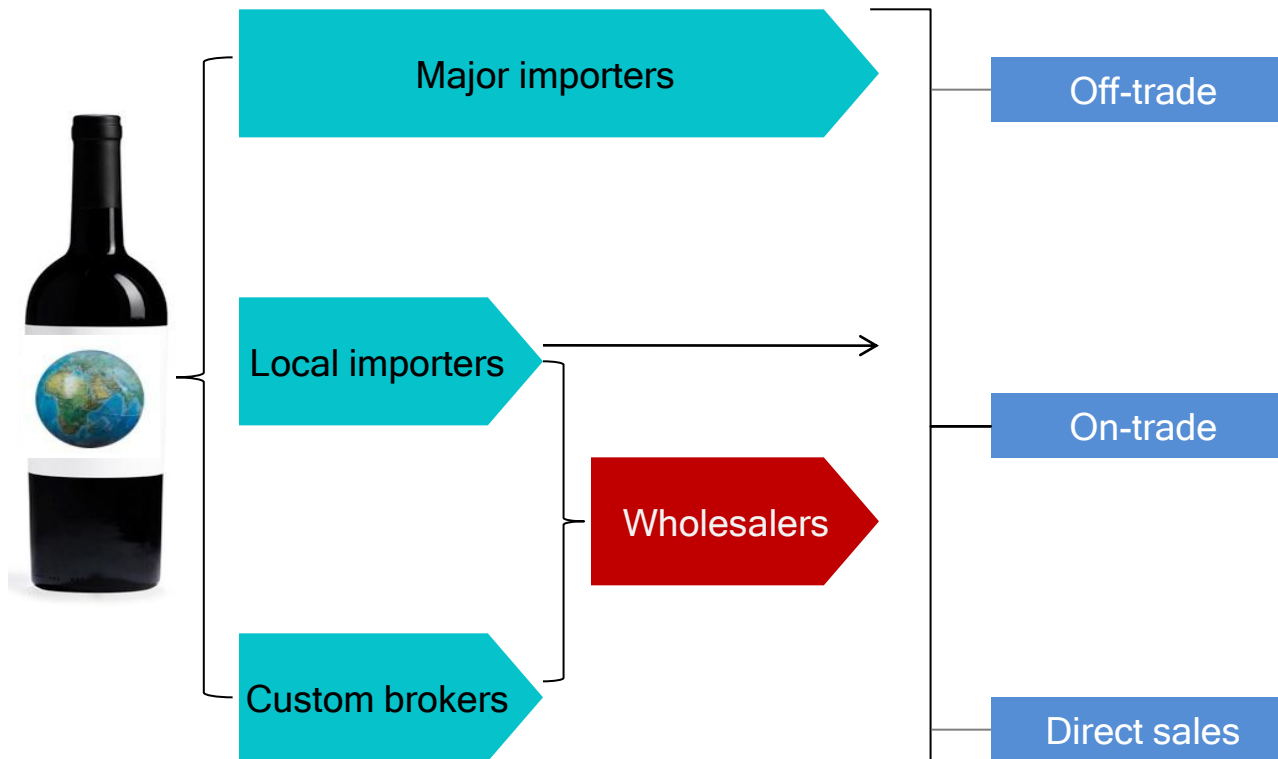 Major importers
Off-trade
Local importers
On-trade
Wholesalers
Custom brokers
Direct sales